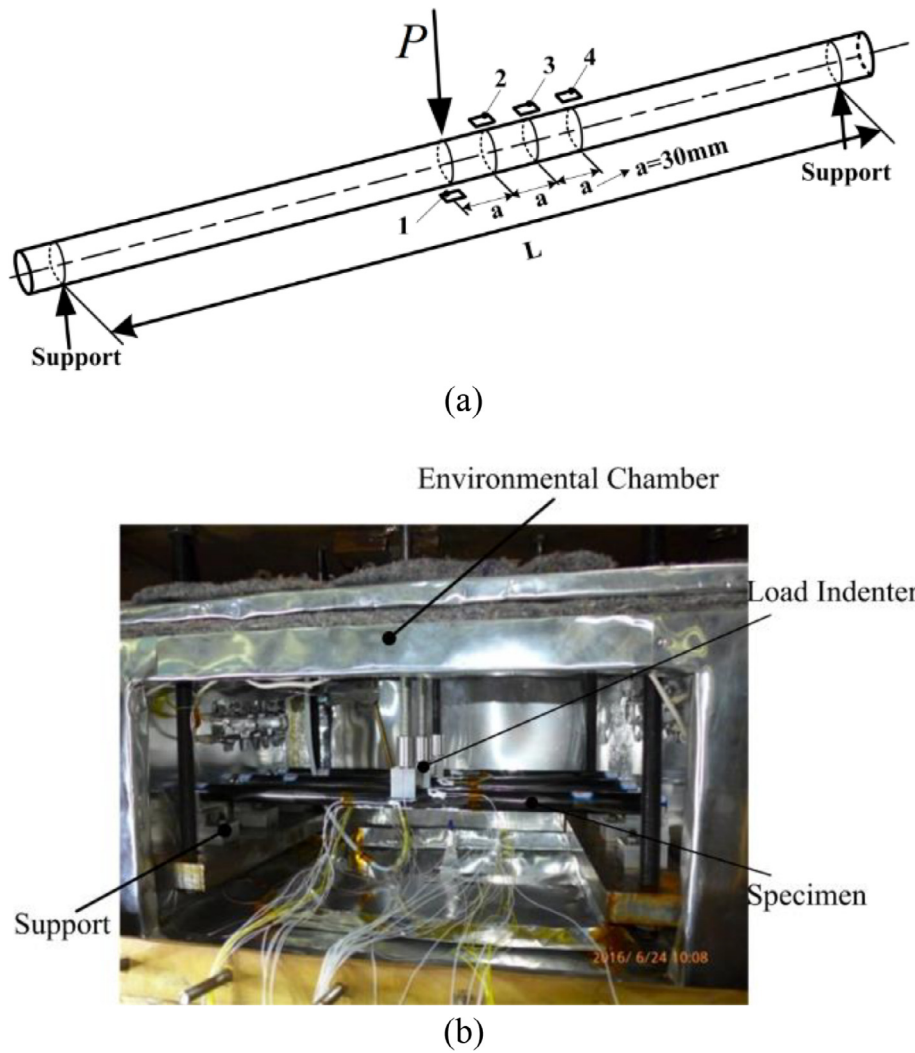 P
2
3
4
1
a
a
a
a=30mm
L
Support
Support
(a)
Environmental Chamber
Load Indenter
Specimen
Support
2016/ 6/24 10:08
(b)